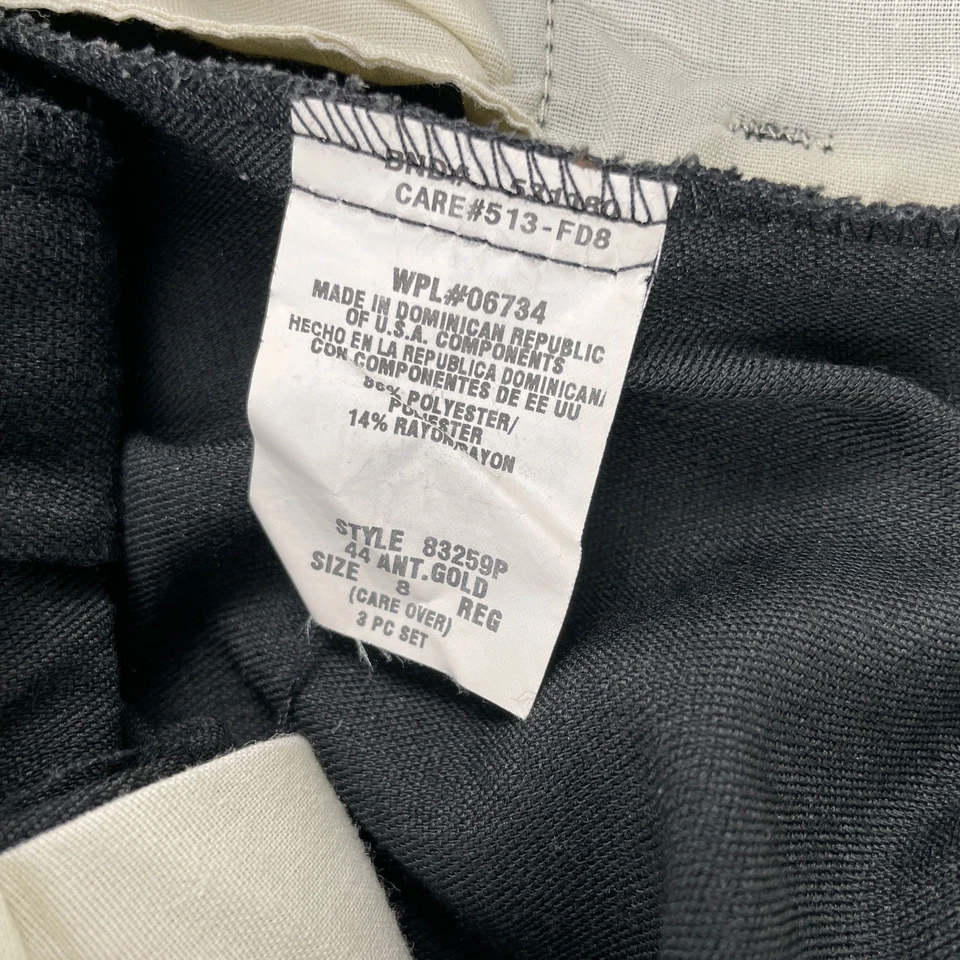 CARE#513-FD8
WPL#06734
MADE IN DOMINICAN REPUBLIC
OF U.S.A. COMPONENTS
HECHO EN LA REPUBLICA DOMINICANA
CON COMPONENTES DE EE UU
86% POLYESTER/
POLIESTER
14% RAYON/RAYON
STYLE 83259P
44 ANT.GOLD
SIZE 8 REG
(CARE OVER)
3 PC SET